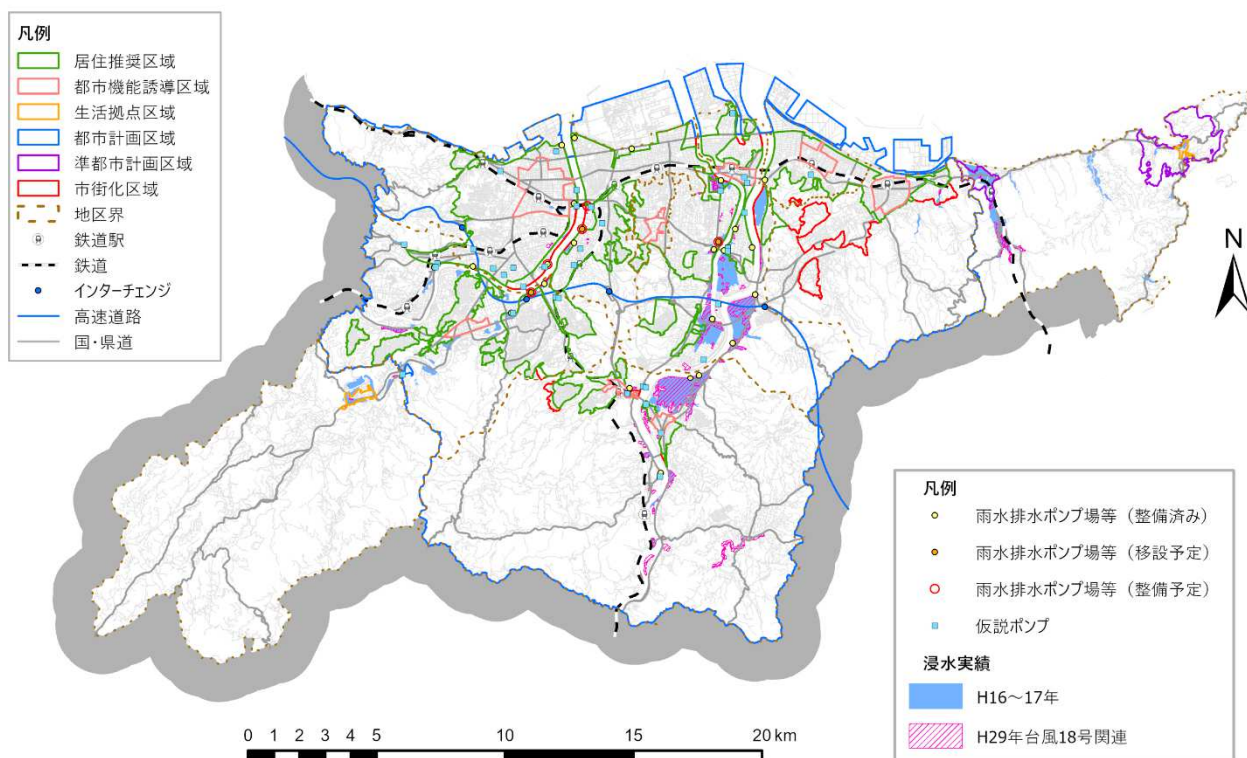 凡例
居住推奨区域
都市機能誘導区域
生活拠点区域
都市計画区域
準都市計画区域
市街化区域
地区界
鉄道駅
鉄道
インターチェンジ
高速道路
国・県道
N
凡例
雨水排水ポンプ場等（整備済み）
雨水排水ポンプ場等（移設予定）
雨水排水ポンプ場等（整備予定）
仮説ポンプ
浸水実績
H16～17年
H29年台風18号関連
0 1 2 3 4 5 10 15 20 km